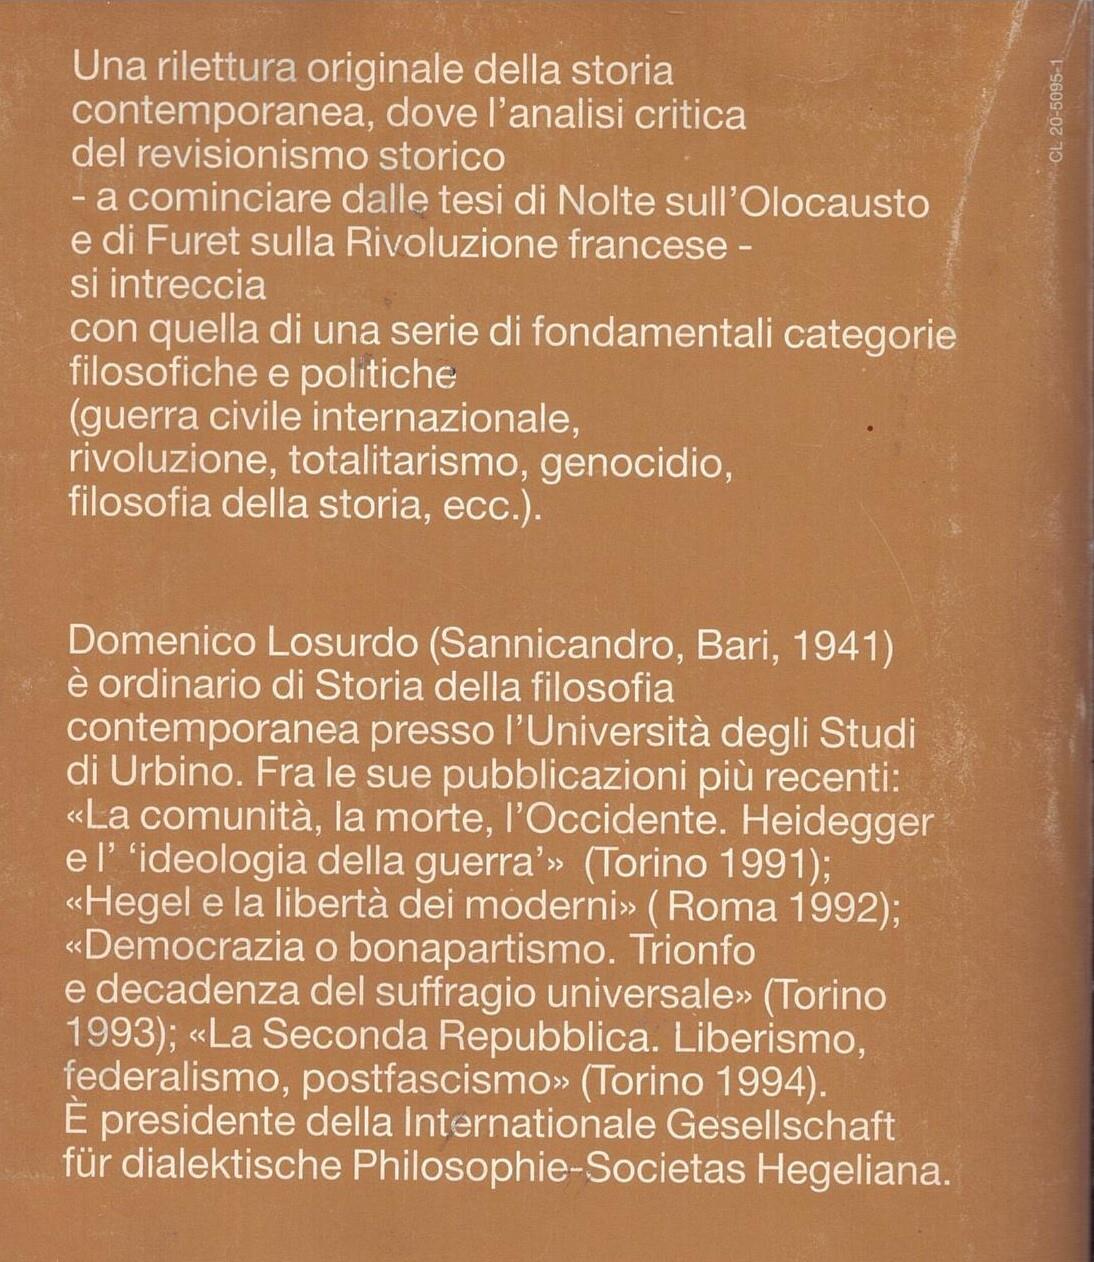 Una rilettura originale della storia
contemporanea, dove l'analisi critica
del revisionismo storico
- a cominciare dalle tesi di Nolte sull'Olocausto
e di Furet sulla Rivoluzione francese -
si intreccia
con quella di una serie di fondamentali categorie
filosofiche e politiche
(guerra civile internazionale,
rivoluzione, totalitarismo, genocidio,
filosofia della storia, ecc.).
Domenico Losurdo (Sannicandro, Bari, 1941)
è ordinario di Storia della filosofia
contemporanea presso l'Università degli Studi
di Urbino. Fra le sue pubblicazioni più recenti:
«La comunità, la morte, l'Occidente. Heidegger
e l' 'ideologia della guerra'» (Torino 1991);
«Hegel e la libertà dei moderni» ( Roma 1992);
«Democrazia o bonapartismo. Trionfo
e decadenza del suffragio universale» (Torino
1993); «La Seconda Repubblica. Liberismo,
federalismo, postfascismo» (Torino 1994).
È presidente della Internationale Gesellschaft
für dialektische Philosophie-Societas Hegeliana.
CL 20-5095-1